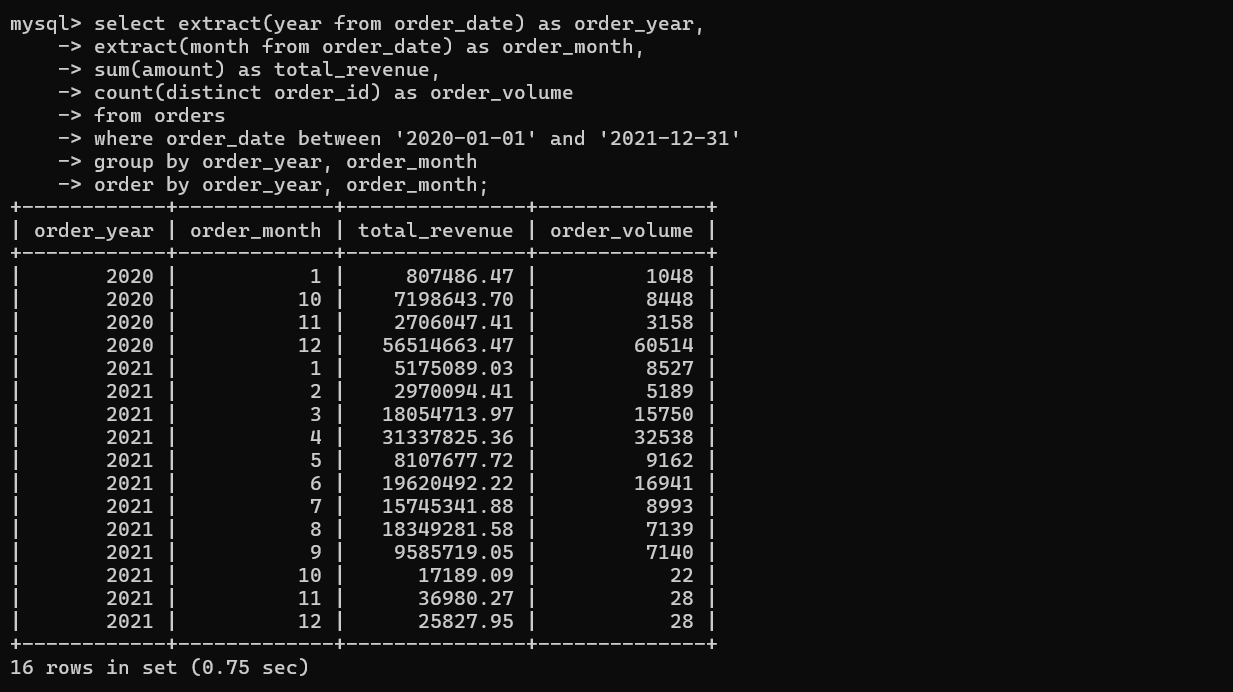 mysql> select extract(year from order_date) as order_year,
    -> extract(month from order_date) as order_month,
    -> sum(amount) as total_revenue,
    -> count(distinct order_id) as order_volume
    -> from orders
    -> where order_date between '2020-01-01' and '2021-12-31'
    -> group by order_year, order_month
    -> order by order_year, order_month;
+------------+-------------+---------------+--------------+
| order_year | order_month | total_revenue | order_volume |
+------------+-------------+---------------+--------------+
|       2020 |           1 |     807486.47 |         1048 |
|       2020 |          10 |    7198643.70 |         8448 |
|       2020 |          11 |    2706047.41 |         3158 |
|       2020 |          12 |   56514663.47 |        60514 |
|       2021 |           1 |    5175089.03 |         8527 |
|       2021 |           2 |    2970094.41 |         5189 |
|       2021 |           3 |   18054713.97 |        15750 |
|       2021 |           4 |   31337825.36 |        32538 |
|       2021 |           5 |    8107677.72 |         9162 |
|       2021 |           6 |   19620492.22 |        16941 |
|       2021 |           7 |   15745341.88 |         8993 |
|       2021 |           8 |   18349281.58 |         7139 |
|       2021 |           9 |    9585719.05 |         7140 |
|       2021 |          10 |      17189.09 |           22 |
|       2021 |          11 |      36980.27 |           28 |
|       2021 |          12 |      25827.95 |           28 |
+------------+-------------+---------------+--------------+
16 rows in set (0.75 sec)